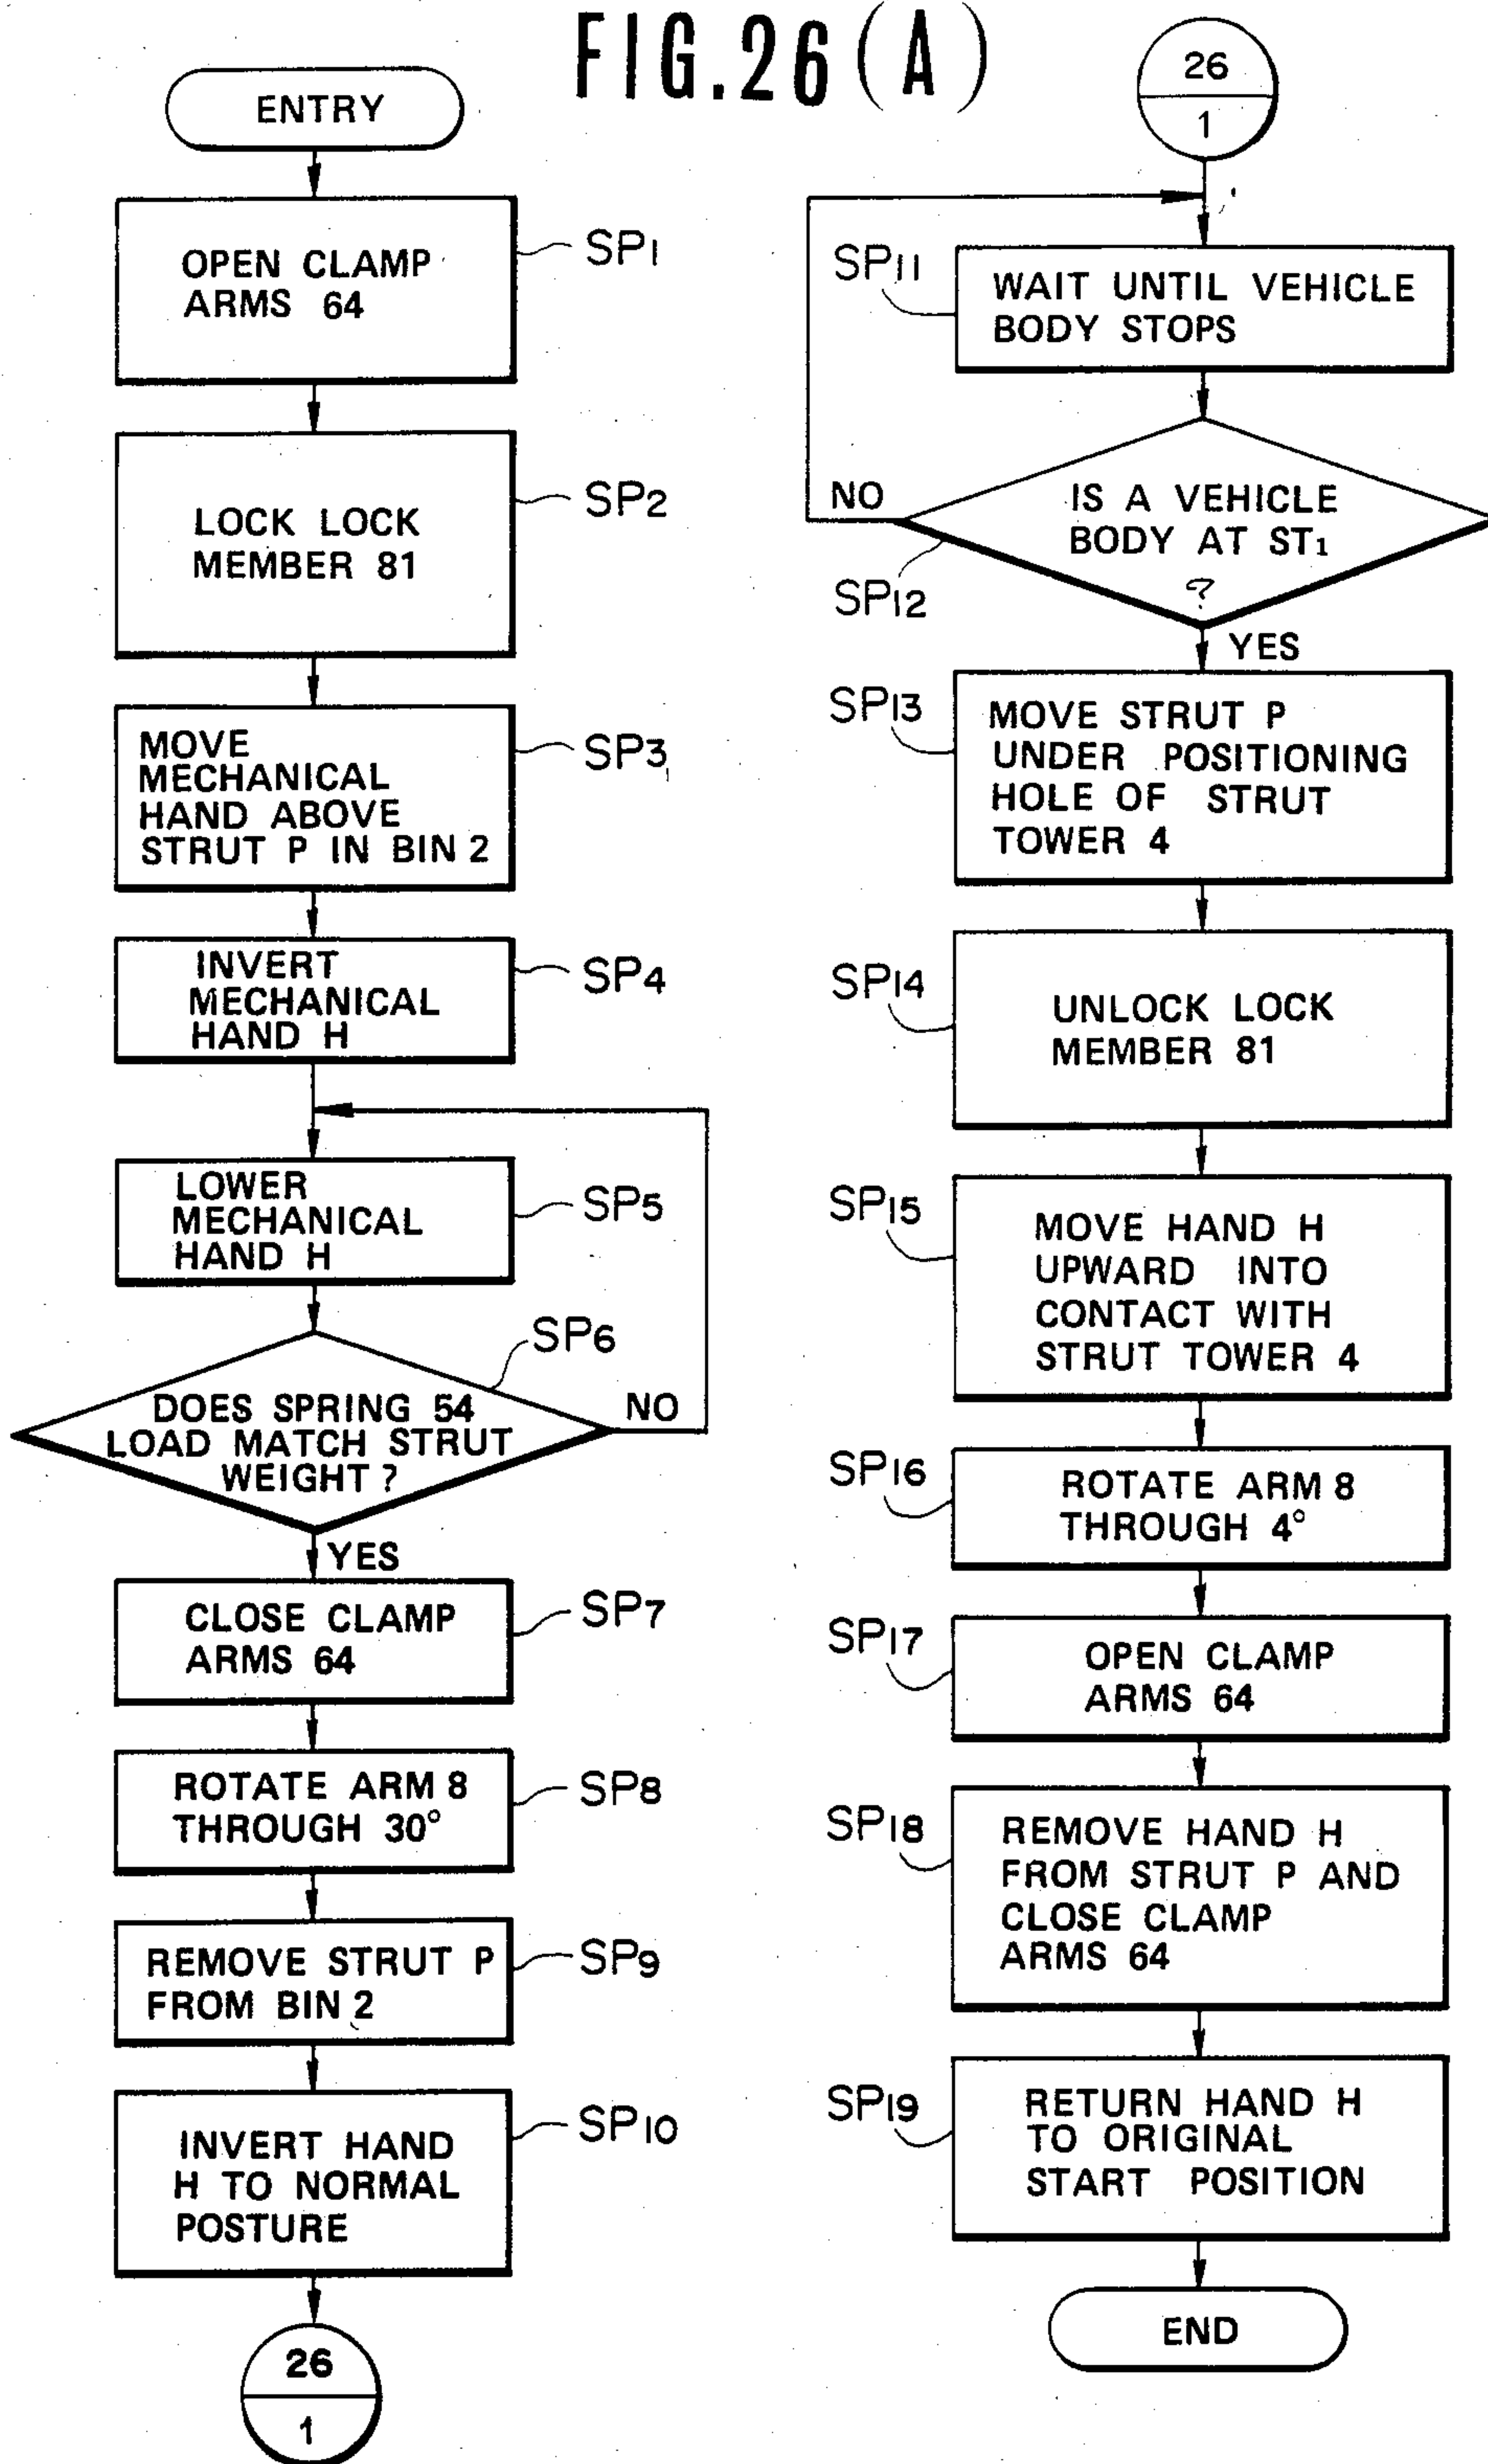 FIG.26(A)
ENTRY
OPEN CLAMP
ARMS 64
SP1
LOCK LOCK
MEMBER 81
SP2
MOVE
MECHANICAL
HAND ABOVE
STRUT P IN BIN 2
SP3
INVERT
MECHANICAL
HAND H
SP4
LOWER
MECHANICAL
HAND H
SP5
SP6
DOES SPRING 54
LOAD MATCH STRUT
WEIGHT?
NO
YES
CLOSE CLAMP
ARMS 64
SP7
ROTATE ARM 8
THROUGH 30°
SP8
REMOVE STRUT P
FROM BIN 2
SP9
INVERT HAND
H TO NORMAL
POSTURE
SP10
26
1
26
1
SP11
WAIT UNTIL VEHICLE
BODY STOPS
NO
IS A VEHICLE
BODY AT ST1
?
SP12
YES
SP13
MOVE STRUT P
UNDER POSITIONING
HOLE OF STRUT
TOWER 4
SP14
UNLOCK LOCK
MEMBER 81
SP15
MOVE HAND H
UPWARD INTO
CONTACT WITH
STRUT TOWER 4
SP16
ROTATE ARM 8
THROUGH 4°
SP17
OPEN CLAMP
ARMS 64
SP18
REMOVE HAND H
FROM STRUT P AND
CLOSE CLAMP
ARMS 64
SP19
RETURN HAND H
TO ORIGINAL
START POSITION
END